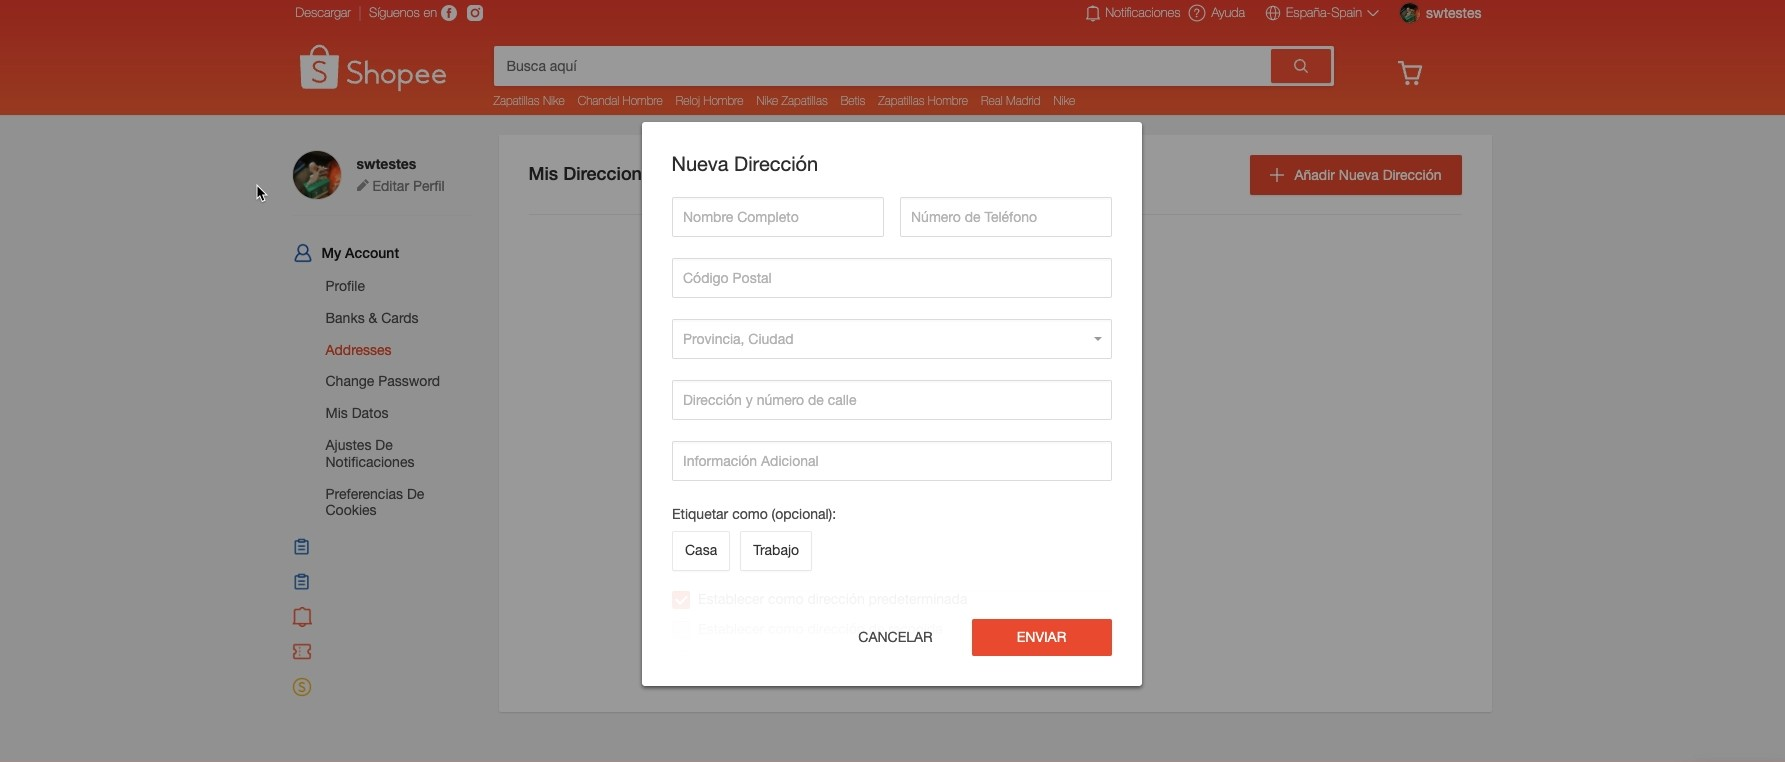 Descargar | Síguenos en
Notificaciones Ayuda España-Spain swtestes
Shopee
Busca aquí
Zapatillas Nike Chandal Hombre Reloj Hombre Nike Zapatillas Betis Zapatillas Hombre Real Madrid Nike
swtestes
Editar Perfil
My Account
Profile
Banks & Cards
Addresses
Change Password
Mis Datos
Ajustes De
Notificaciones
Preferencias De
Cookies
Mis Direccion
Añadir Nueva Dirección
Nueva Dirección
Nombre Completo
Número de Teléfono
Código Postal
Provincia, Ciudad
Dirección y número de calle
Información Adicional
Etiquetar como (opcional):
Casa
Trabajo
Establecer como dirección predeterminada
Establecer como dirección
CANCELAR
ENVIAR